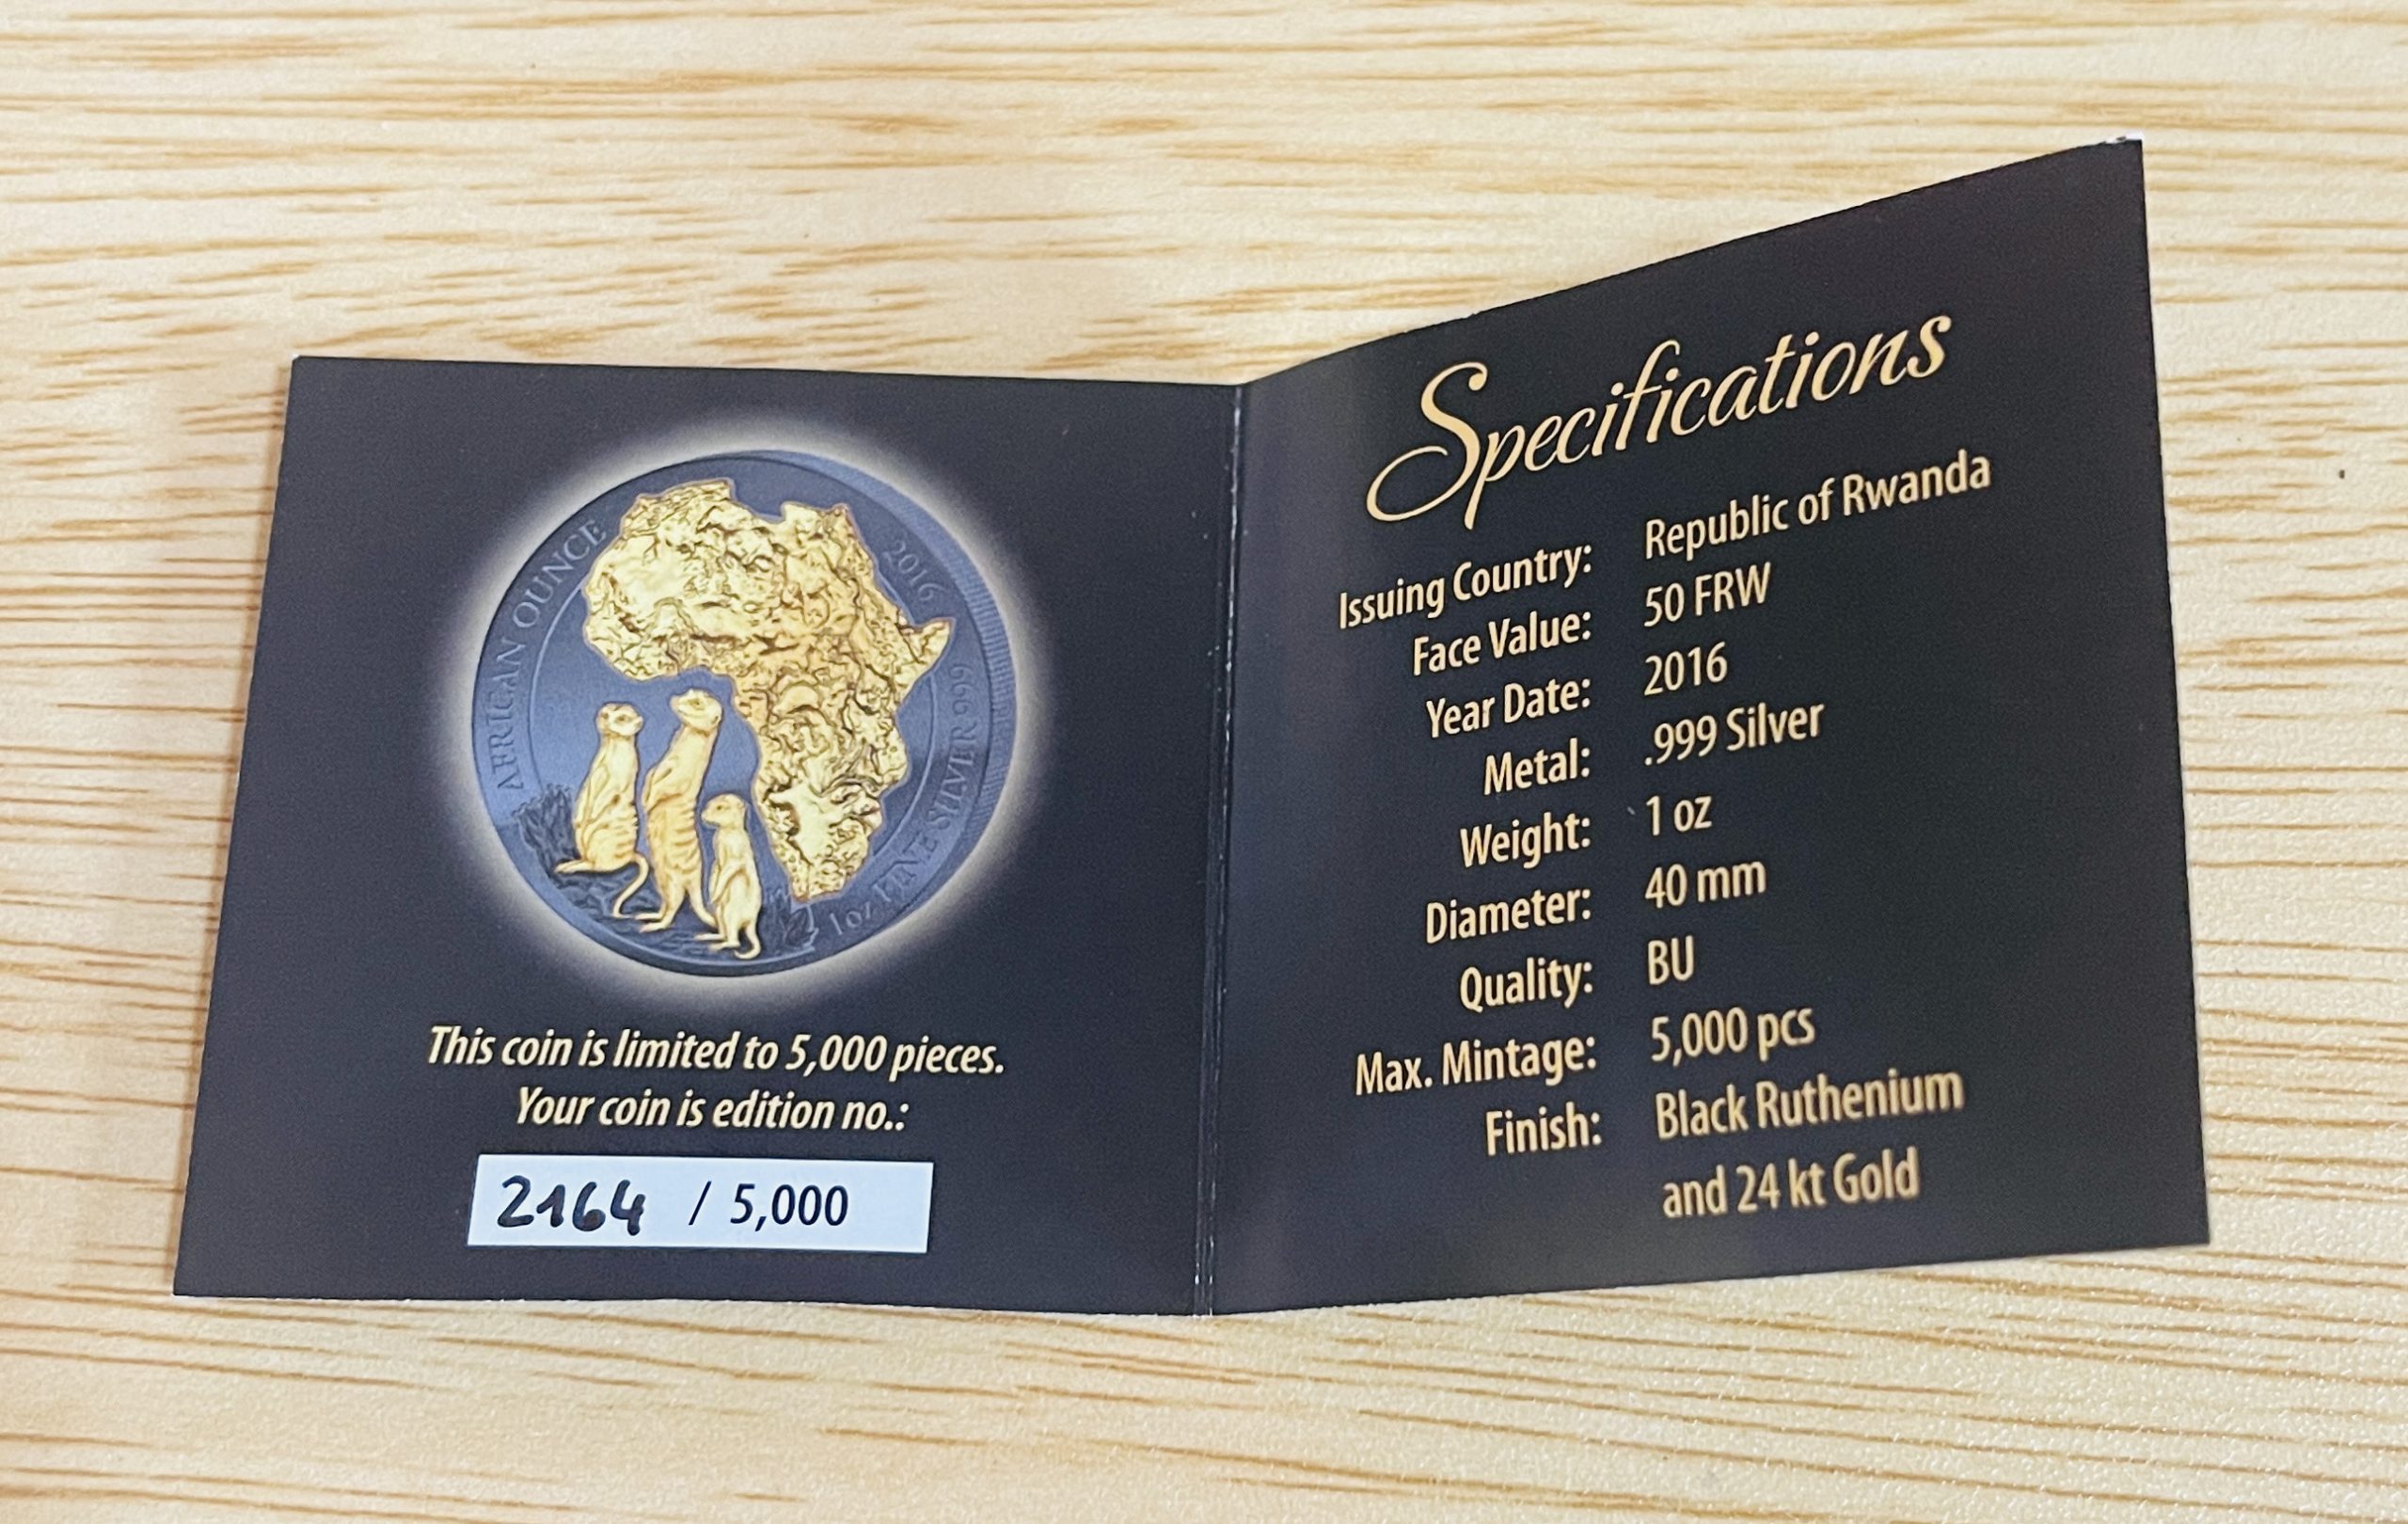 AFRICAN OUNCE
2016
1oz FINE SILVER 999
This coin is limited to 5,000 pieces.
Your coin is edition no.:
2164 / 5,000
Specifications
Issuing Country: Republic of Rwanda
Face Value: 50 FRW
Year Date: 2016
Metal: .999 Silver
Weight: 1 oz
Diameter: 40 mm
Quality: BU
Max. Mintage: 5,000 pcs
Finish: Black Ruthenium
and 24 kt Gold